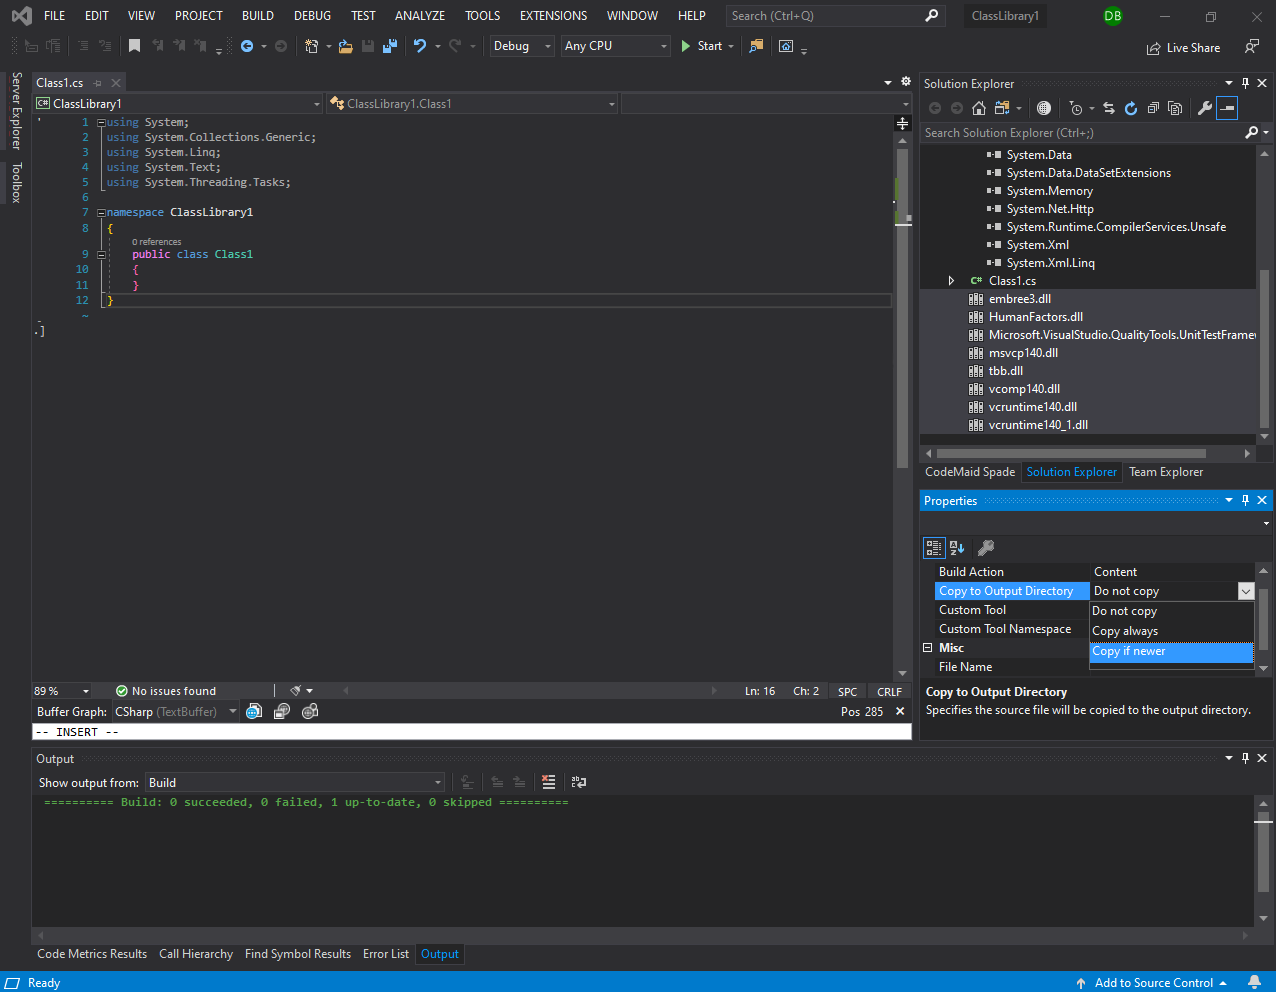 FILE EDIT VIEW PROJECT BUILD DEBUG TEST ANALYZE TOOLS EXTENSIONS WINDOW HELP Search (Ctrl+Q) ClassLibrary1 DB
Debug Any CPU Start Live Share
Server Explorer
Toolbox
Class1.cs
C# ClassLibrary1 ClassLibrary1.Class1
1 using System;
2 using System.Collections.Generic;
3 using System.Linq;
4 using System.Text;
5 using System.Threading.Tasks;
6
7 namespace ClassLibrary1
8 {
0 references
9 public class Class1
10 {
11 }
12 }
~
.]
89 % No issues found Ln: 16 Ch: 2 SPC CRLF
Buffer Graph: CSharp (TextBuffer) Pos 285
-- INSERT --
Solution Explorer
Search Solution Explorer (Ctrl+;)
System.Data
System.Data.DataSetExtensions
System.Memory
System.Net.Http
System.Runtime.CompilerServices.Unsafe
System.Xml
System.Xml.Linq
C# Class1.cs
embree3.dll
HumanFactors.dll
Microsoft.VisualStudio.QualityTools.UnitTestFramew
msvcp140.dll
tbb.dll
vcomp140.dll
vcruntime140.dll
vcruntime140_1.dll
CodeMaid Spade Solution Explorer Team Explorer
Properties
Build Action Content
Copy to Output Directory Do not copy
Custom Tool Do not copy
Custom Tool Namespace Copy always
Misc Copy if newer
File Name
Copy to Output Directory
Specifies the source file will be copied to the output directory.
Output
Show output from: Build
========== Build: 0 succeeded, 0 failed, 1 up-to-date, 0 skipped ==========
Code Metrics Results Call Hierarchy Find Symbol Results Error List Output
Ready Add to Source Control